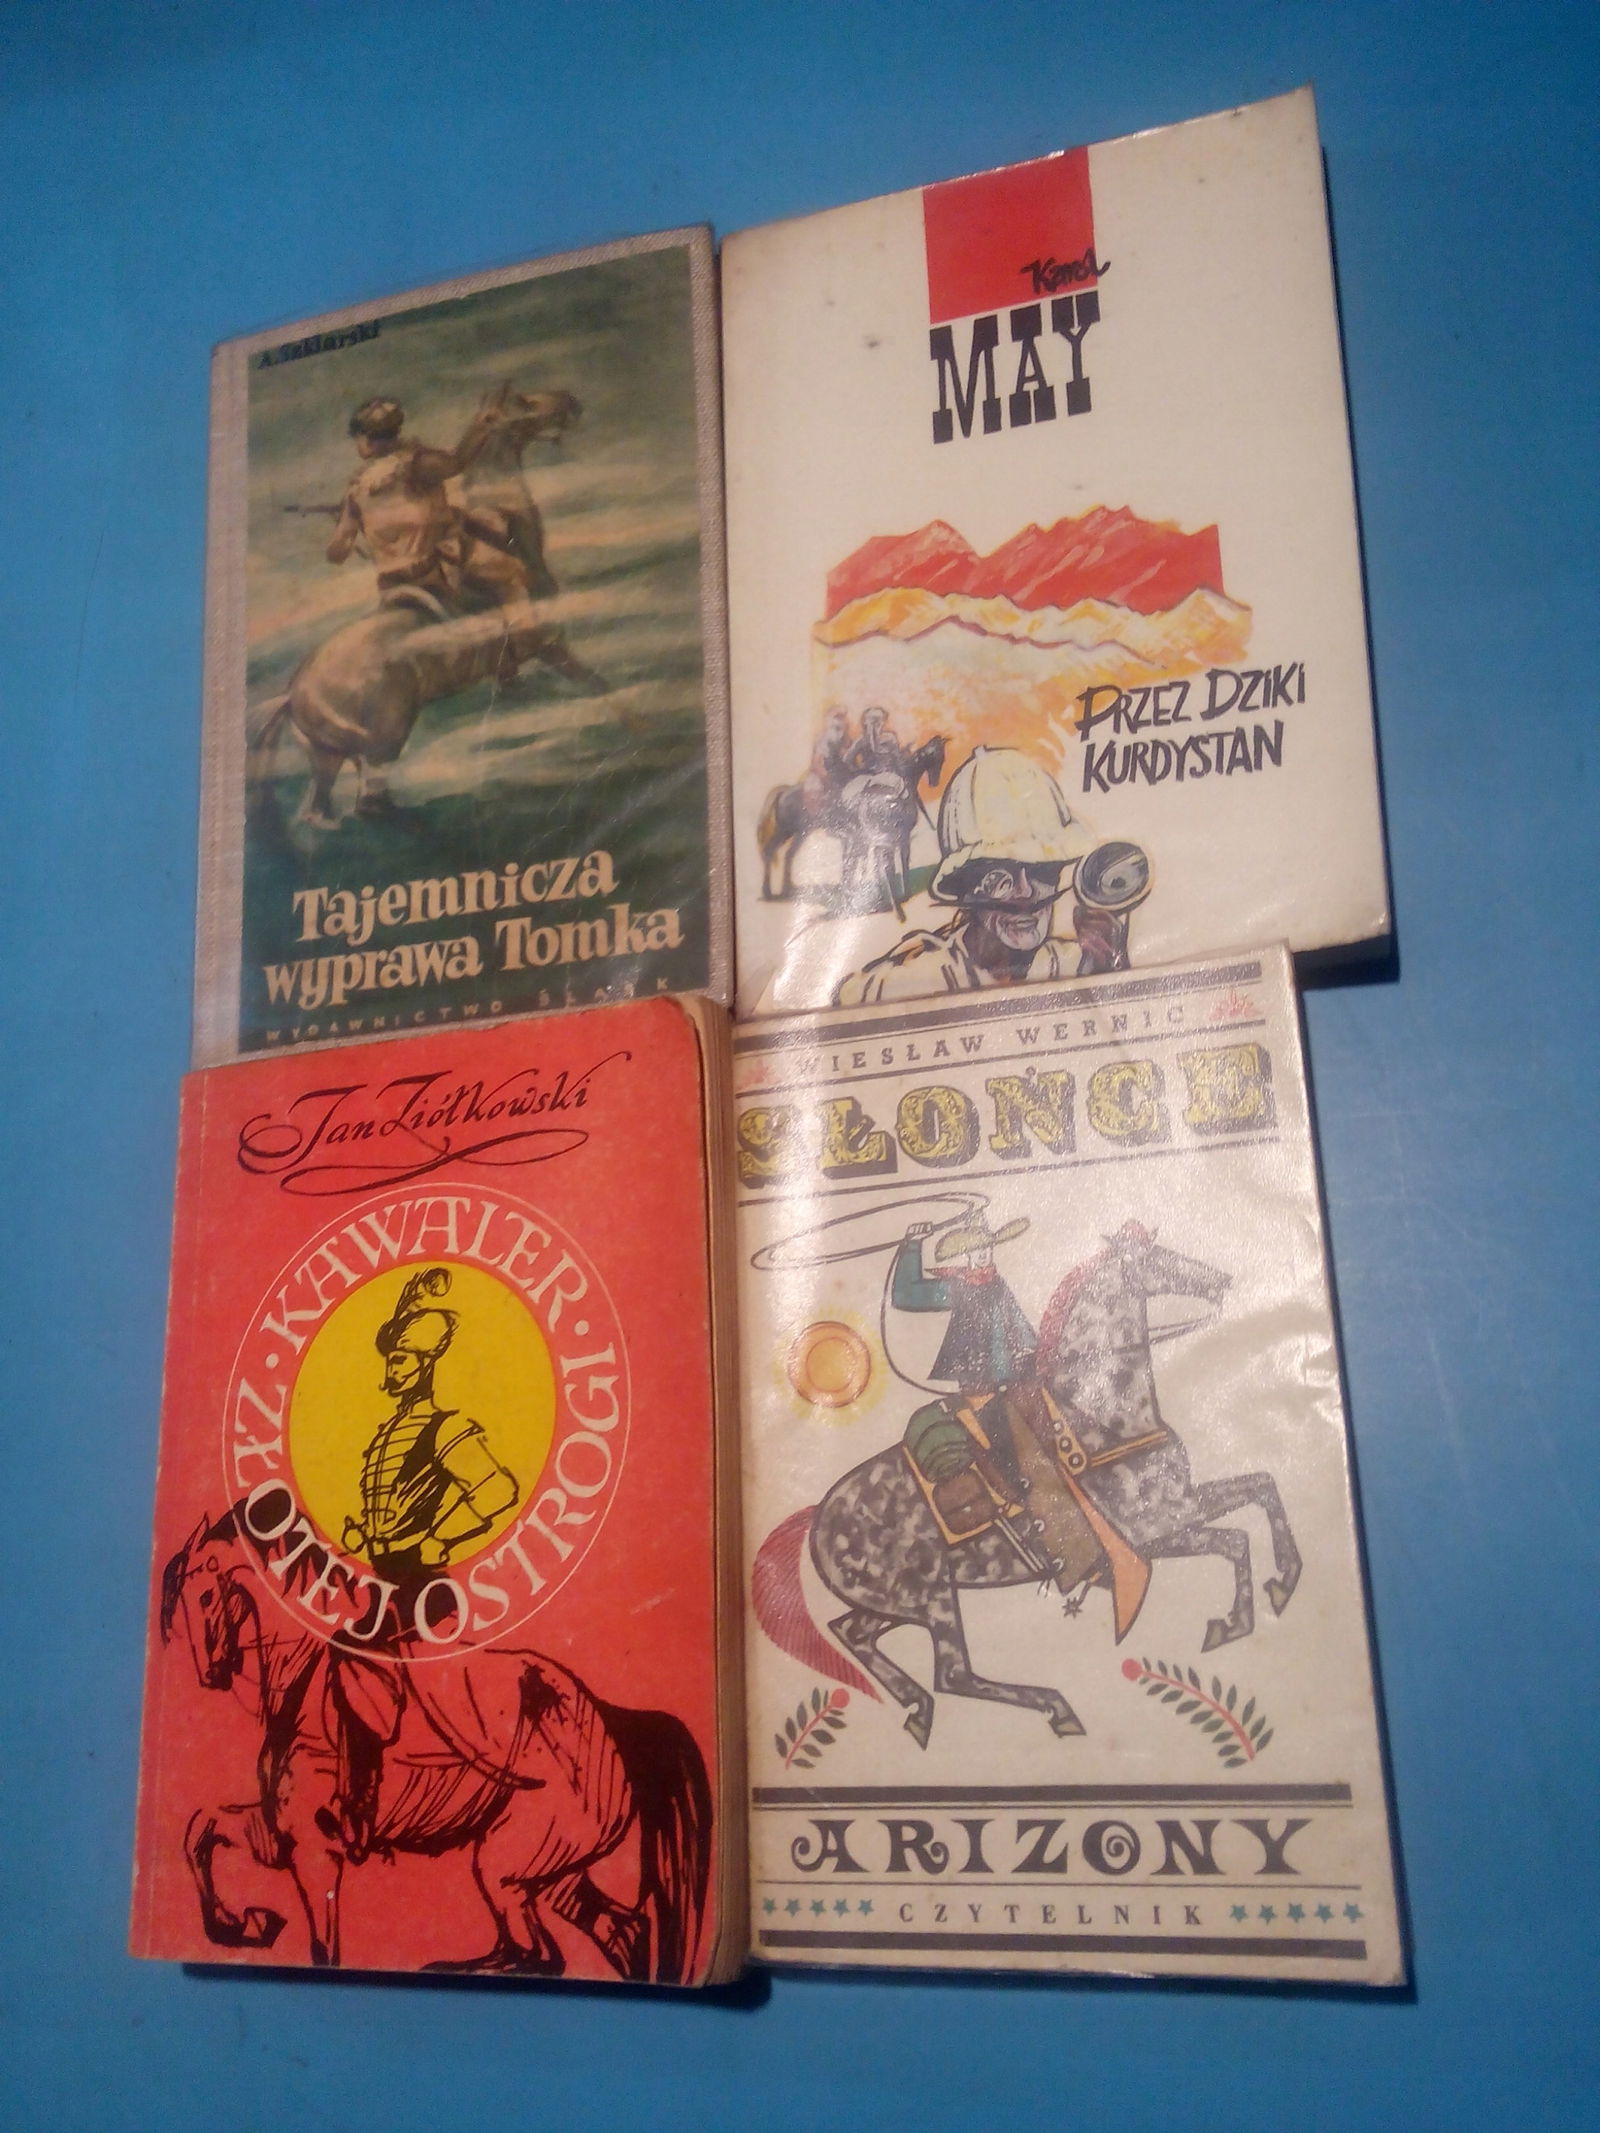 A. Szklarski
Tajemnicza
wyprawa Tomka
WYDAWNICTWO ŚLĄSK
Karol
MAY
PRZEZ DZIKI
KURDYSTAN
Jan Ziółkowski
KAWALER · ZŁOTEJ OSTROGI ·
WIESŁAW WERNIC
SŁOŃCE
ARIZONY
CZYTELNIK